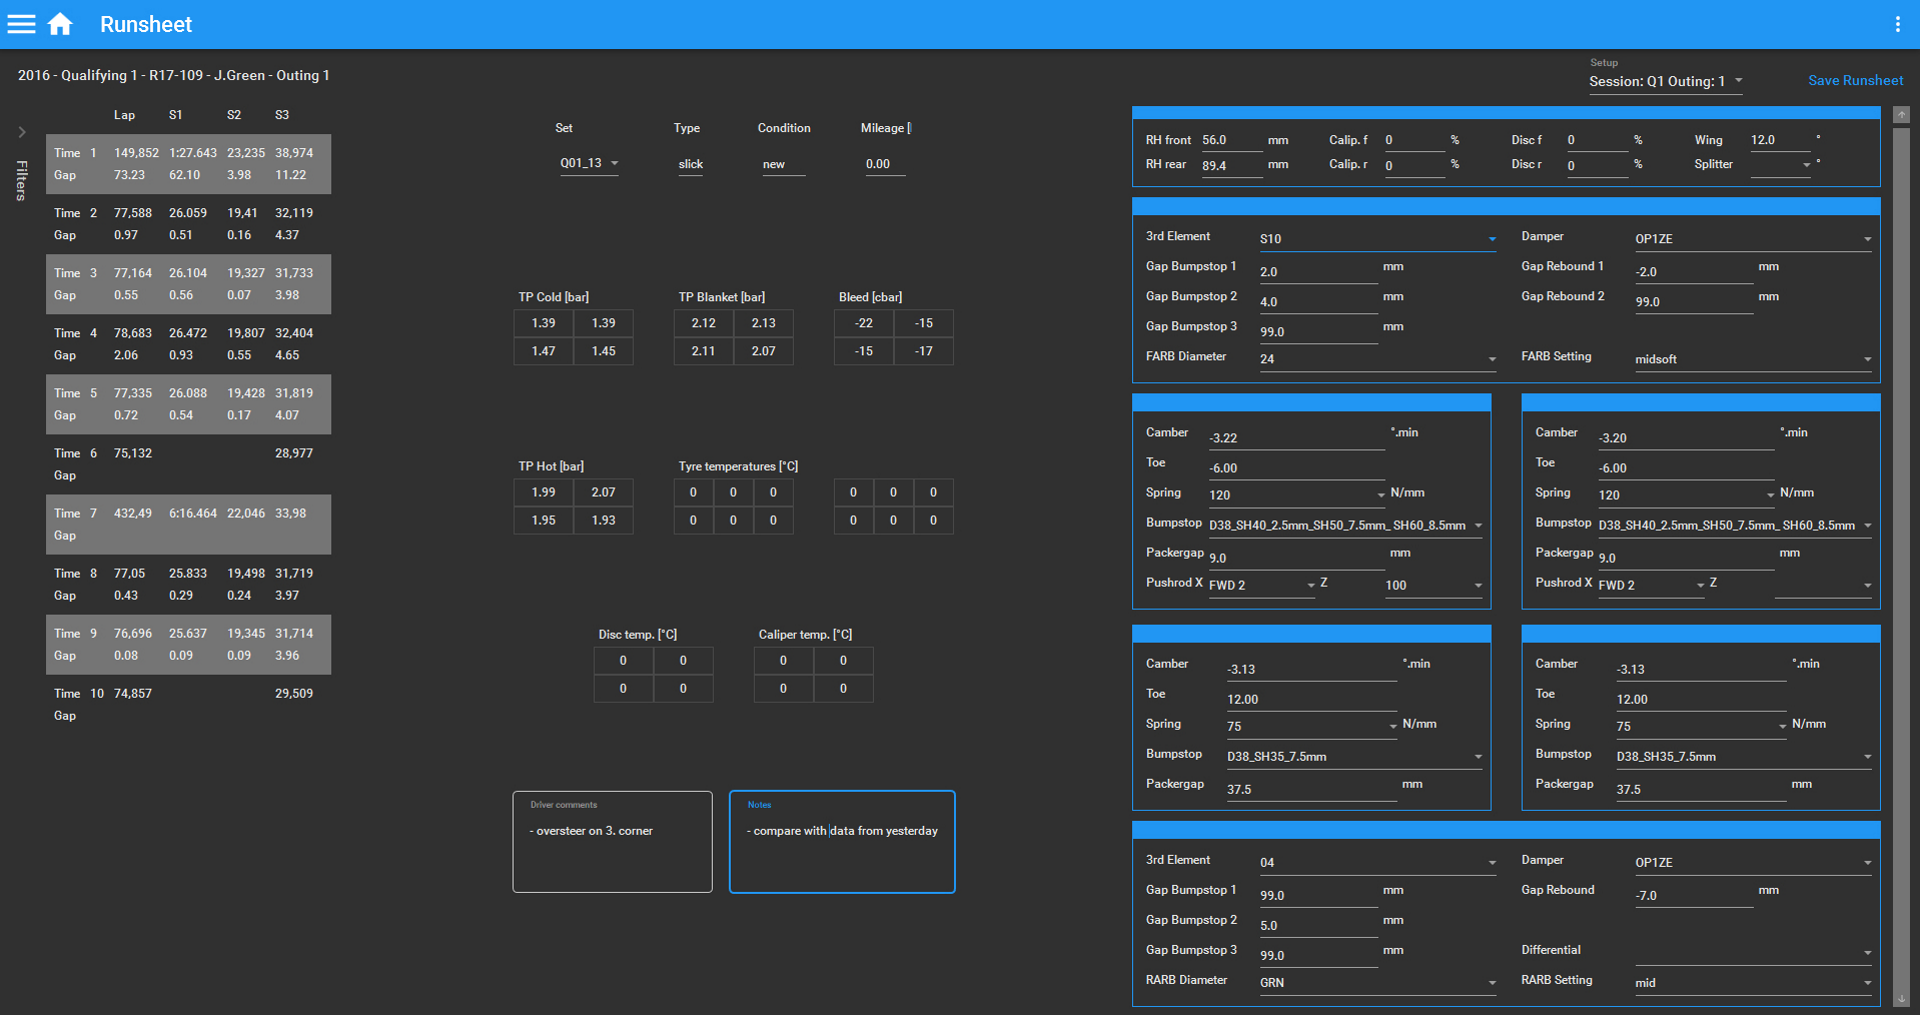 Runsheet
2016 - Qualifying 1 - R17-109 - J.Green - Outing 1
Setup
Session: Q1 Outing: 1
Save Runsheet
Filters
Lap S1 S2 S3
Time 1 149,852 1:27.643 23,235 38,974
Gap 73.23 62.10 3.98 11.22
Time 2 77,588 26.059 19,41 32,119
Gap 0.97 0.51 0.16 4.37
Time 3 77,164 26.104 19,327 31,733
Gap 0.55 0.56 0.07 3.98
Time 4 78,683 26.472 19,807 32,404
Gap 2.06 0.93 0.55 4.65
Time 5 77,335 26.088 19,428 31,819
Gap 0.72 0.54 0.17 4.07
Time 6 75,132 28,977
Gap
Time 7 432,49 6:16.464 22,046 33,98
Gap
Time 8 77,05 25.833 19,498 31,719
Gap 0.43 0.29 0.24 3.97
Time 9 76,696 25.637 19,345 31,714
Gap 0.08 0.09 0.09 3.96
Time 10 74,857 29,509
Gap
Set Type Condition Mileage [
Q01_13 slick new 0.00
TP Cold [bar] TP Blanket [bar] Bleed [cbar]
1.39 1.39 2.12 2.13 -22 -15
1.47 1.45 2.11 2.07 -15 -17
TP Hot [bar] Tyre temperatures [°C]
1.99 2.07 0 0 0 0 0 0
1.95 1.93 0 0 0 0 0 0
Disc temp. [°C] Caliper temp. [°C]
0 0 0 0
0 0 0 0
Driver comments
- oversteer on 3. corner
Notes
- compare with data from yesterday
RH front 56.0 mm Calip. f 0 % Disc f 0 % Wing 12.0 °
RH rear 89.4 mm Calip. r 0 % Disc r 0 % Splitter °
3rd Element S10 Damper OP1ZE
Gap Bumpstop 1 2.0 mm Gap Rebound 1 -2.0 mm
Gap Bumpstop 2 4.0 mm Gap Rebound 2 99.0 mm
Gap Bumpstop 3 99.0 mm
FARB Diameter 24 FARB Setting midsoft
Camber -3.22 °.min
Toe -6.00
Spring 120 N/mm
Bumpstop D38_SH40_2.5mm_SH50_7.5mm_ SH60_8.5mm
Packergap 9.0 mm
Pushrod X FWD 2 Z 100
Camber -3.20 °.min
Toe -6.00
Spring 120 N/mm
Bumpstop D38_SH40_2.5mm_SH50_7.5mm_ SH60_8.5mm
Packergap 9.0 mm
Pushrod X FWD 2 Z
Camber -3.13 °.min
Toe 12.00
Spring 75 N/mm
Bumpstop D38_SH35_7.5mm
Packergap 37.5 mm
Camber -3.13 °.min
Toe 12.00
Spring 75 N/mm
Bumpstop D38_SH35_7.5mm
Packergap 37.5 mm
3rd Element 04 Damper OP1ZE
Gap Bumpstop 1 99.0 mm Gap Rebound -7.0 mm
Gap Bumpstop 2 5.0 mm
Gap Bumpstop 3 99.0 mm Differential
RARB Diameter GRN RARB Setting mid